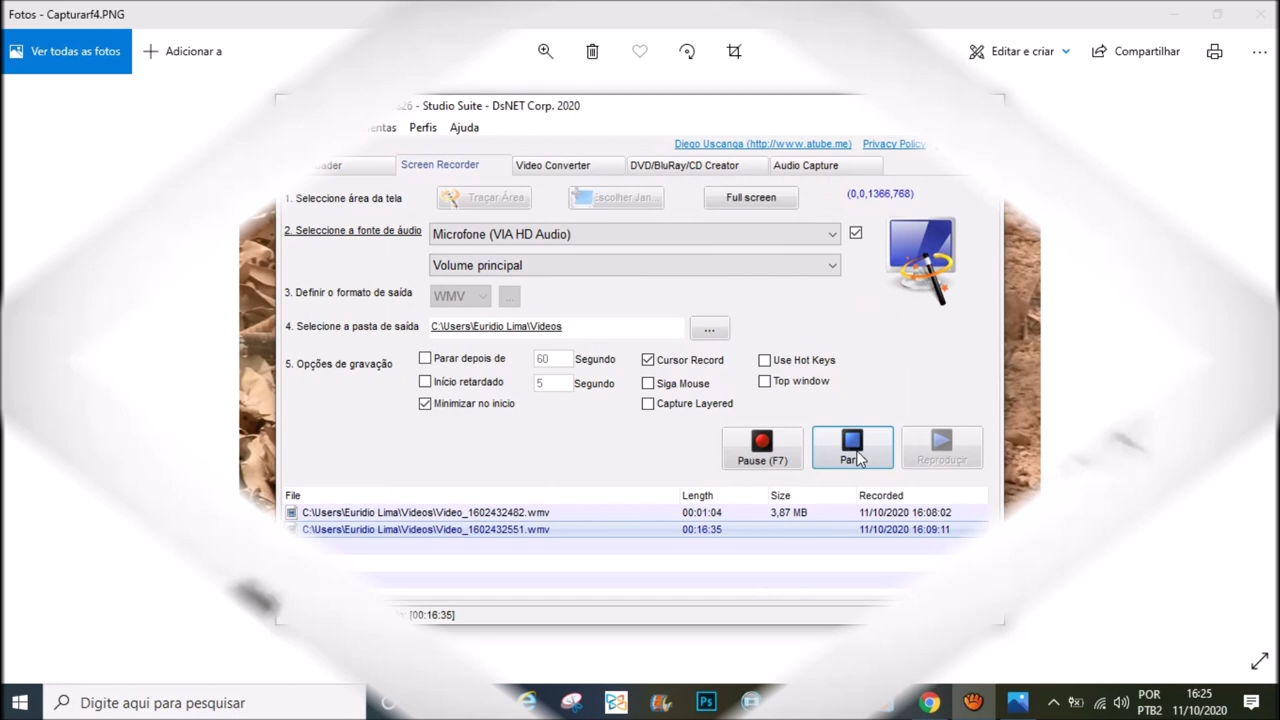 Fotos - Capturarf4.PNG
Ver todas as fotos
Adicionar a
Editar e criar
Compartilhar
- Studio Suite - DsNET Corp. 2020
Perfis Ajuda
Diego Uscanga (http://www.atube.me) Privacy Policy
Screen Recorder Video Converter DVD/BluRay/CD Creator Audio Capture
1. Seleccione área da tela Traçar Área Escolher Jan... Full screen (0,0,1366,768)
2. Seleccione a fonte de áudio Microfone (VIA HD Audio)
Volume principal
3. Definir o formato de saída WMV ...
4. Selecione a pasta de saída C:\Users\Euridio Lima\Videos ...
5. Opções de gravação
Parar depois de 60 Segundo Cursor Record Use Hot Keys
Início retardado 5 Segundo Siga Mouse Top window
Minimizar no inicio Capture Layered
Pause (F7) Reproduçir
File Length Size Recorded
C:\Users\Euridio Lima\Videos\Video_1602432482.wmv 00:01:04 3,87 MB 11/10/2020 16:08:02
C:\Users\Euridio Lima\Videos\Video_1602432551.wmv 00:16:35 11/10/2020 16:09:11
[00:16:35]
Digite aqui para pesquisar
Ps
POR
PTB2
16:25
11/10/2020